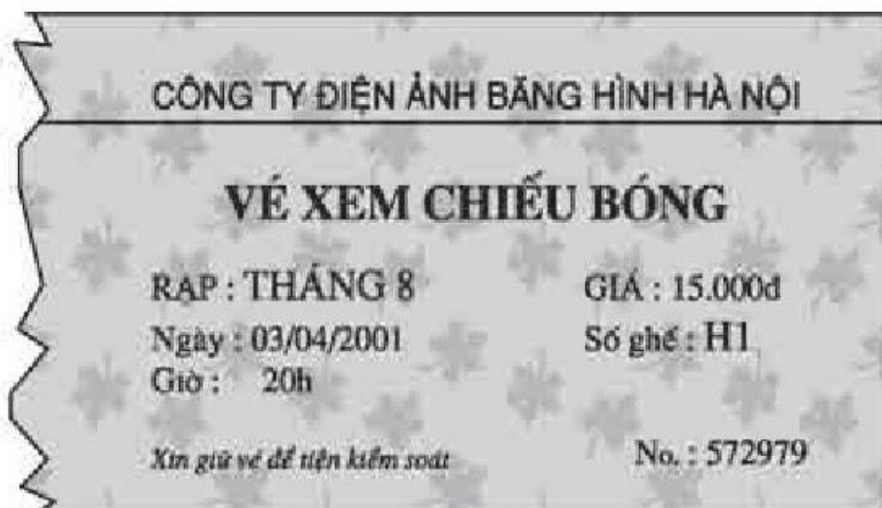 CÔNG TY ĐIỆN ẢNH BĂNG HÌNH HÀ NỘI
VÉ XEM CHIẾU BÓNG
RẠP : THÁNG 8 GIÁ : 15.000đ
Ngày : 03/04/2001 Số ghế : H1
Giờ : 20h
Xin giữ vé để tiện kiểm soát No. : 572979